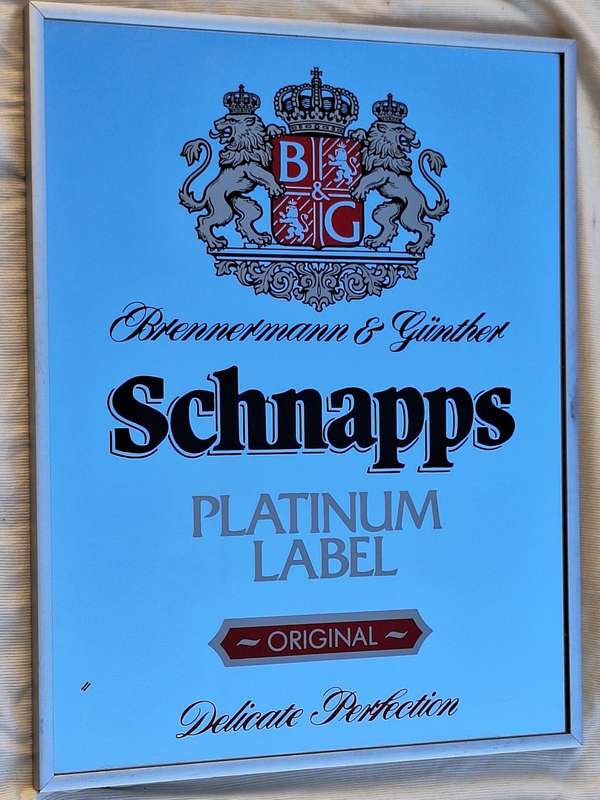 B
&
G
Brennermann & Günther
Schnapps
PLATINUM
LABEL
~ ORIGINAL ~
Delicate Perfection